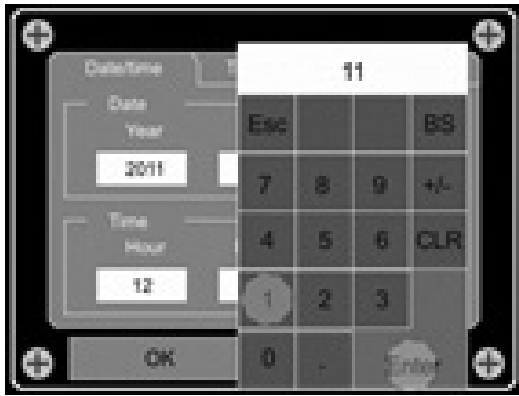 Date/time
11
Date
Year
2011
Time
Hour
12
OK
Esc BS
7 8 9 +/-
4 5 6 CLR
1 2 3
0 . Enter